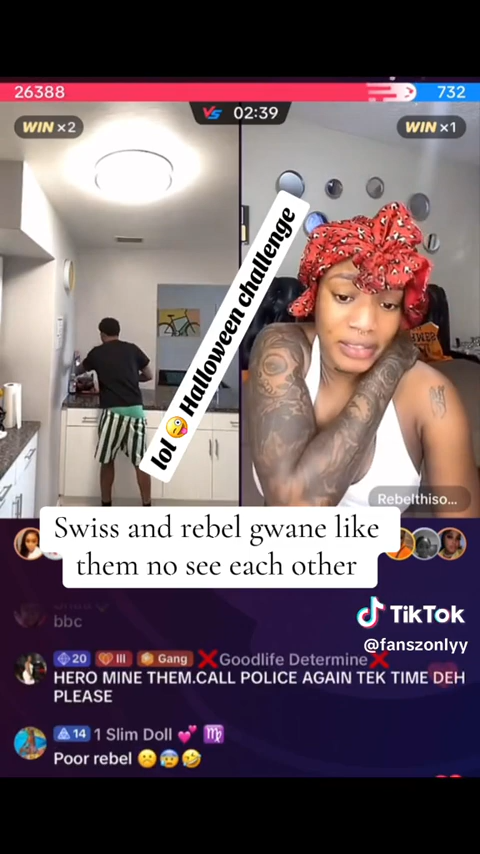 26388
732
VS 02:39
WIN ×2
WIN ×1
lol 😜 Halloween challenge
Rebelthiso...
Swiss and rebel gwane like
them no see each other
bbc
TikTok
@fanszonlyy
20 III Gang ❌Goodlife Determine❌
HERO MINE THEM.CALL POLICE AGAIN TEK TIME DEH
PLEASE
14 1 Slim Doll 💕 ♍
Poor rebel ☹️😰🤣